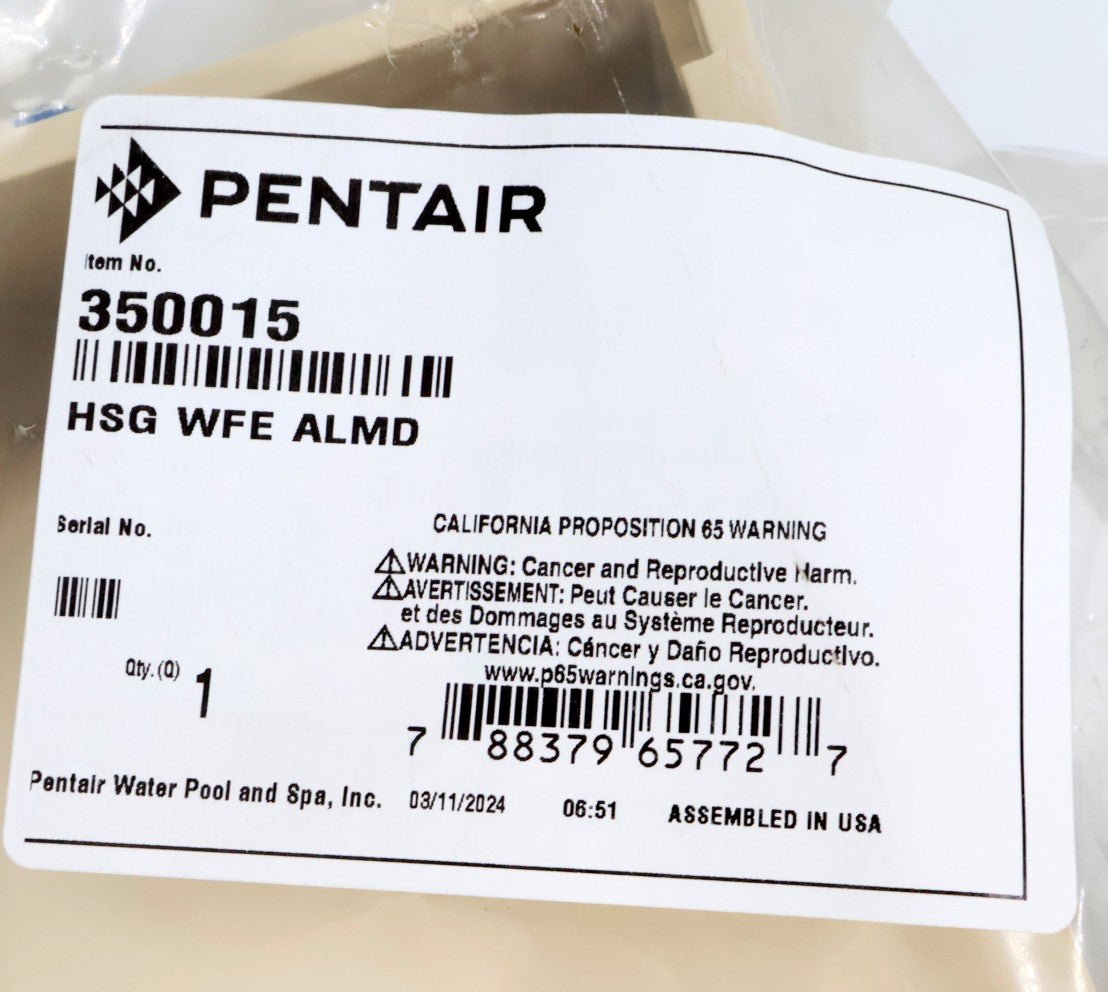 PENTAIR
Item No.
350015
HSG WFE ALMD
Serial No.
CALIFORNIA PROPOSITION 65 WARNING
⚠WARNING: Cancer and Reproductive Harm.
⚠AVERTISSEMENT: Peut Causer le Cancer.
et des Dommages au Système Reproducteur.
⚠ADVERTENCIA: Cáncer y Daño Reproductivo.
www.p65warnings.ca.gov.
Qty.(Q) 1
7 88379 65772 7
Pentair Water Pool and Spa, Inc. 03/11/2024 06:51 ASSEMBLED IN USA